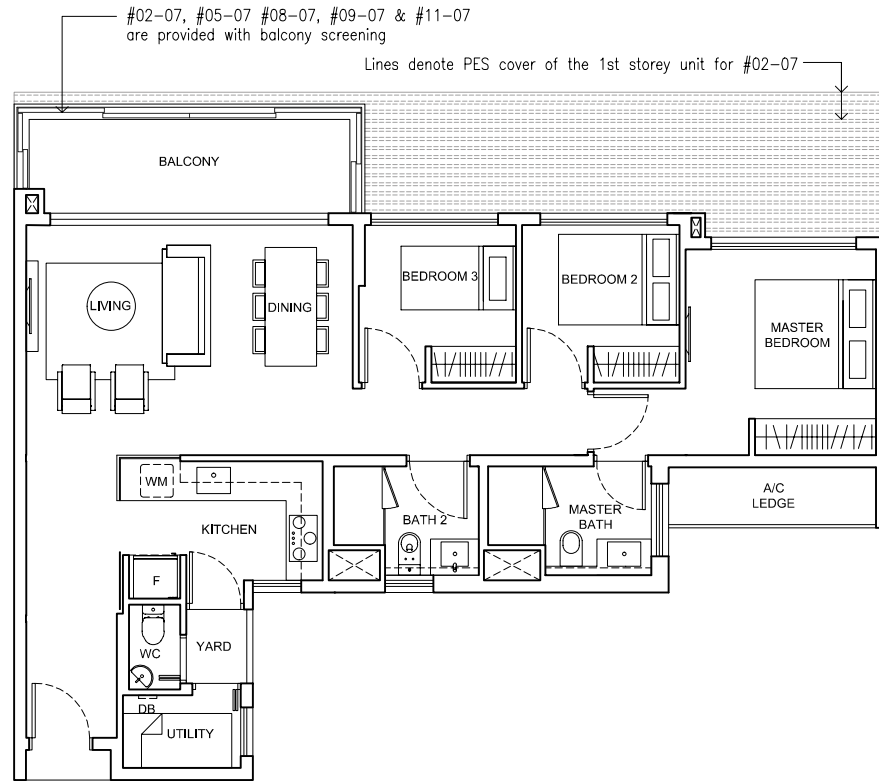 #02-07, #05-07 #08-07, #09-07 & #11-07
are provided with balcony screening
Lines denote PES cover of the 1st storey unit for #02-07
BALCONY
LIVING
DINING
BEDROOM 3
BEDROOM 2
MASTER
BEDROOM
WM
KITCHEN
BATH 2
MASTER
BATH
A/C
LEDGE
F
WC
YARD
DB
UTILITY